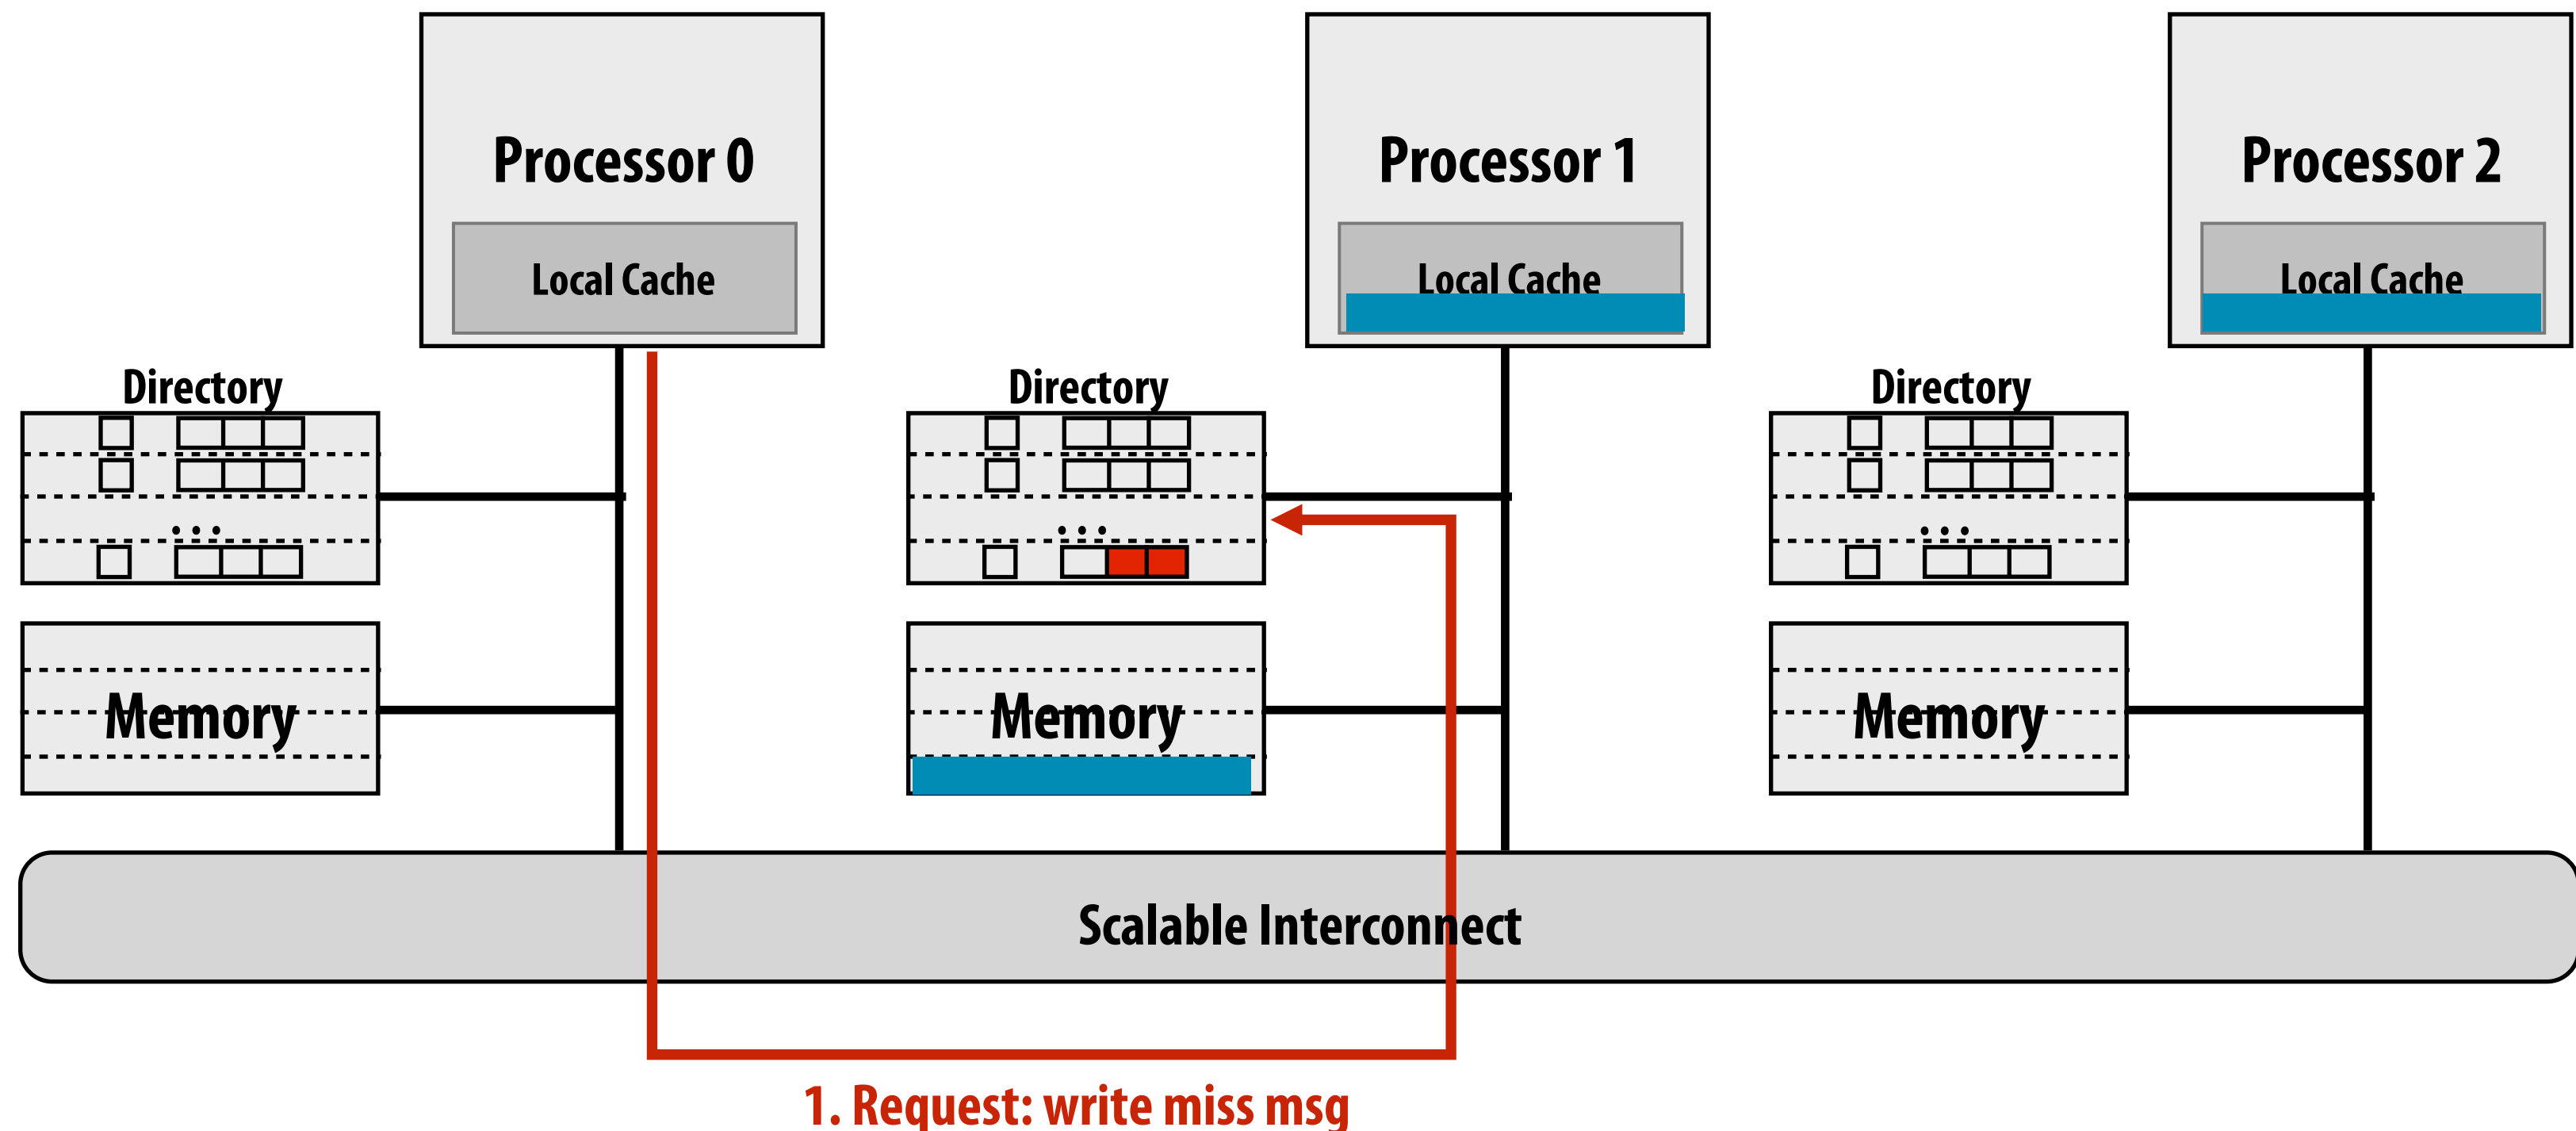 Processor 0
Processor 1
Processor 2
Local Cache
Local Cache
Local Cache
Directory
Directory
Directory
...
...
...
Memory
Memory
Memory
Scalable Interconnect
1. Request: write miss msg